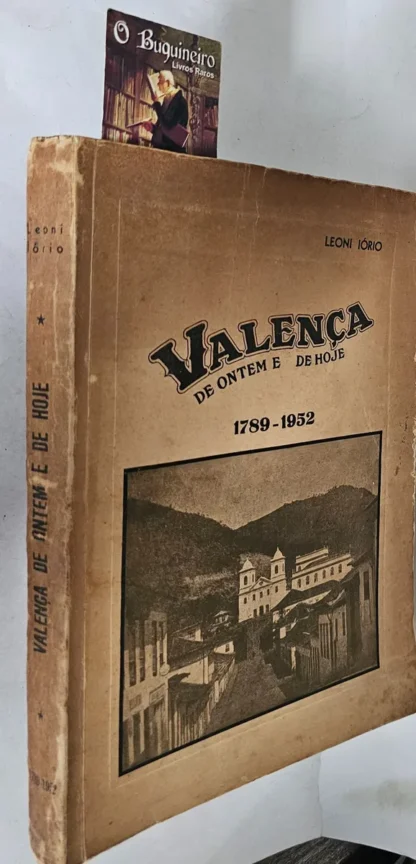 O Buquineiro
Livros Raros
LEONI IÓRIO
VALENÇA
DE ONTEM E DE HOJE
1789-1952
Leoni
Iório
VALENÇA DE ONTEM E DE HOJE